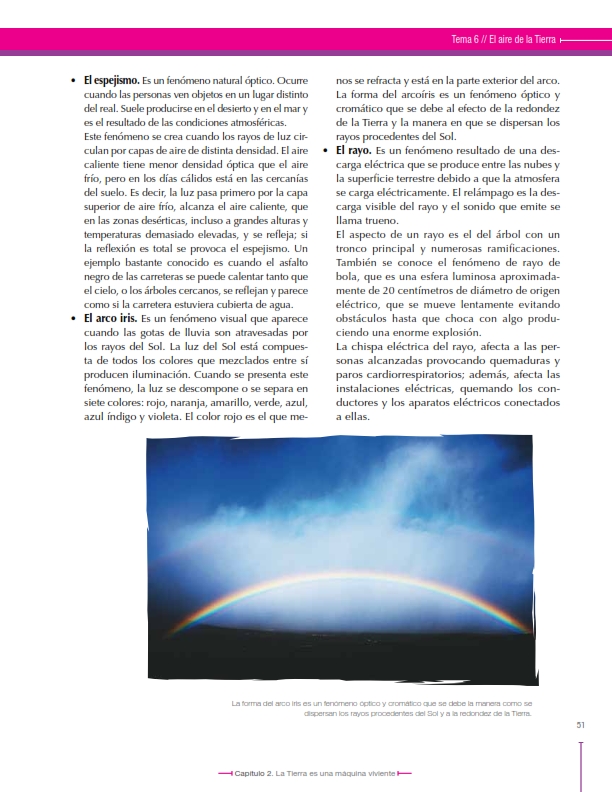 Tema 6 // El aire de la Tierra
• El espejismo. Es un fenómeno natural óptico. Ocurre
cuando las personas ven objetos en un lugar distinto
del real. Suele producirse en el desierto y en el mar y
es el resultado de las condiciones atmosféricas.
Este fenómeno se crea cuando los rayos de luz cir-
culan por capas de aire de distinta densidad. El aire
caliente tiene menor densidad óptica que el aire
frío, pero en los días cálidos está en las cercanías
del suelo. Es decir, la luz pasa primero por la capa
superior de aire frío, alcanza el aire caliente, que
en las zonas desérticas, incluso a grandes alturas y
temperaturas demasiado elevadas, y se refleja; si
la reflexión es total se provoca el espejismo. Un
ejemplo bastante conocido es cuando el asfalto
negro de las carreteras se puede calentar tanto que
el cielo, o los árboles cercanos, se reflejan y parece
como si la carretera estuviera cubierta de agua.
• El arco iris. Es un fenómeno visual que aparece
cuando las gotas de lluvia son atravesadas por
los rayos del Sol. La luz del Sol está compues-
ta de todos los colores que mezclados entre sí
producen iluminación. Cuando se presenta este
fenómeno, la luz se descompone o se separa en
siete colores: rojo, naranja, amarillo, verde, azul,
azul índigo y violeta. El color rojo es el que me-
nos se refracta y está en la parte exterior del arco.
La forma del arcoíris es un fenómeno óptico y
cromático que se debe al efecto de la redondez
de la Tierra y la manera en que se dispersan los
rayos procedentes del Sol.
• El rayo. Es un fenómeno resultado de una des-
carga eléctrica que se produce entre las nubes y
la superficie terrestre debido a que la atmosfera
se carga eléctricamente. El relámpago es la des-
carga visible del rayo y el sonido que emite se
llama trueno.
El aspecto de un rayo es el del árbol con un
tronco principal y numerosas ramificaciones.
También se conoce el fenómeno de rayo de
bola, que es una esfera luminosa aproximada-
mente de 20 centímetros de diámetro de origen
eléctrico, que se mueve lentamente evitando
obstáculos hasta que choca con algo produ-
ciendo una enorme explosión.
La chispa eléctrica del rayo, afecta a las per-
sonas alcanzadas provocando quemaduras y
paros cardiorrespiratorios; además, afecta las
instalaciones eléctricas, quemando los con-
ductores y los aparatos eléctricos conectados
a ellas.
La forma del arco iris es un fenómeno óptico y cromático que se debe la manera como se
dispersan los rayos procedentes del Sol y a la redondez de la Tierra.
51
Capítulo 2. La Tierra es una máquina viviente